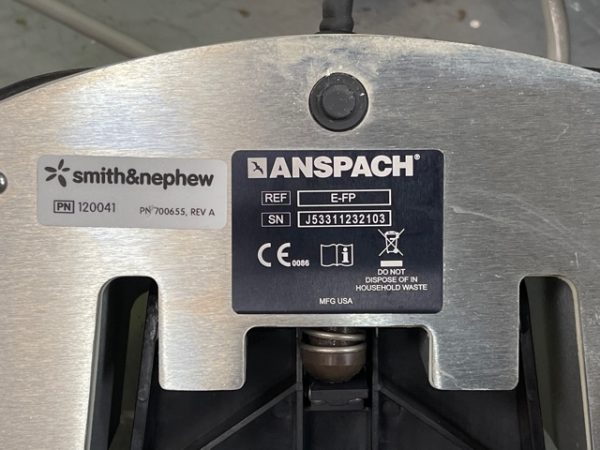 smith&nephew
PN 120041 PN 700655, REV A
ANSPACH®
REF E-FP
SN J53311232103
CE 0086 i
DO NOT
DISPOSE OF IN
HOUSEHOLD WASTE
MFG USA